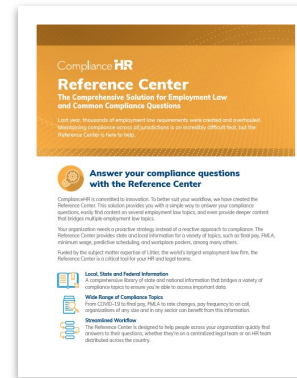 ComplianceHR
Reference Center
The Comprehensive Solution for Employment Law
and Common Compliance Questions
Last year, thousands of employment law requirements were created and overhauled.
Maintaining compliance across all jurisdictions is an incredibly difficult feat, but the
Reference Center is here to help.
Answer your compliance questions
with the Reference Center
ComplianceHR is committed to innovation. To better suit your workflow, we have created the
Reference Center. This solution provides you with a simple way to answer your compliance
questions, easily find content on several employment law topics, and even provide deeper content
that bridges multiple employment law topics.
Your organization needs a proactive strategy instead of a reactive approach to compliance. The
Reference Center provides state and local information for a variety of topics, such as final pay, FMLA,
minimum wage, predictive scheduling, and workplace posters, among many others.
Fueled by the subject matter expertise of Littler, the world's largest employment law firm, the
Reference Center is a critical tool for your HR and legal teams.
Local, State and Federal Information
A comprehensive library of state and national information that bridges a variety of
compliance topics to ensure you're able to access important data.
Wide Range of Compliance Topics
From COVID-19 to final pay, FMLA to rate changes, pay frequency to on call,
organizations of any size and in any sector can benefit from this information.
Streamlined Workflow
The Reference Center is designed to help people across your organization quickly find
answers to their questions, whether they're on a centralized legal team or an HR team
distributed across the country.